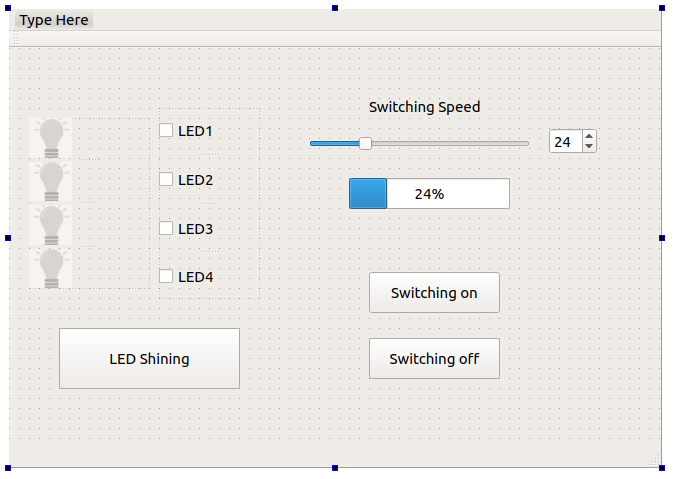 Type Here
Switching Speed
LED1
24
LED2
24%
LED3
LED4
Switching on
LED Shining
Switching off